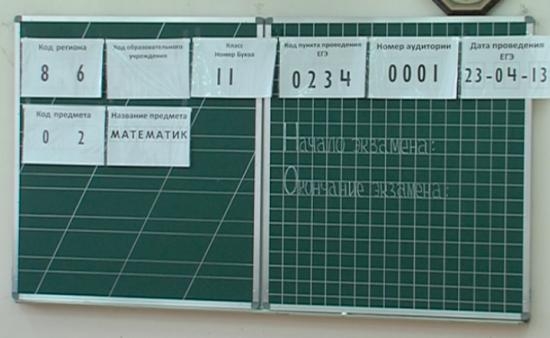 Код региона
8 6
Код образовательного
учреждения
Класс
Номер Буква
11
Код пункта проведения
ЕГЭ
0234
Номер аудитории
0001
Дата проведения
ЕГЭ
23-04-13
Код предмета
0 2
Название предмета
МАТЕМАТИК
Начало экзамена:
Окончание экзамена: